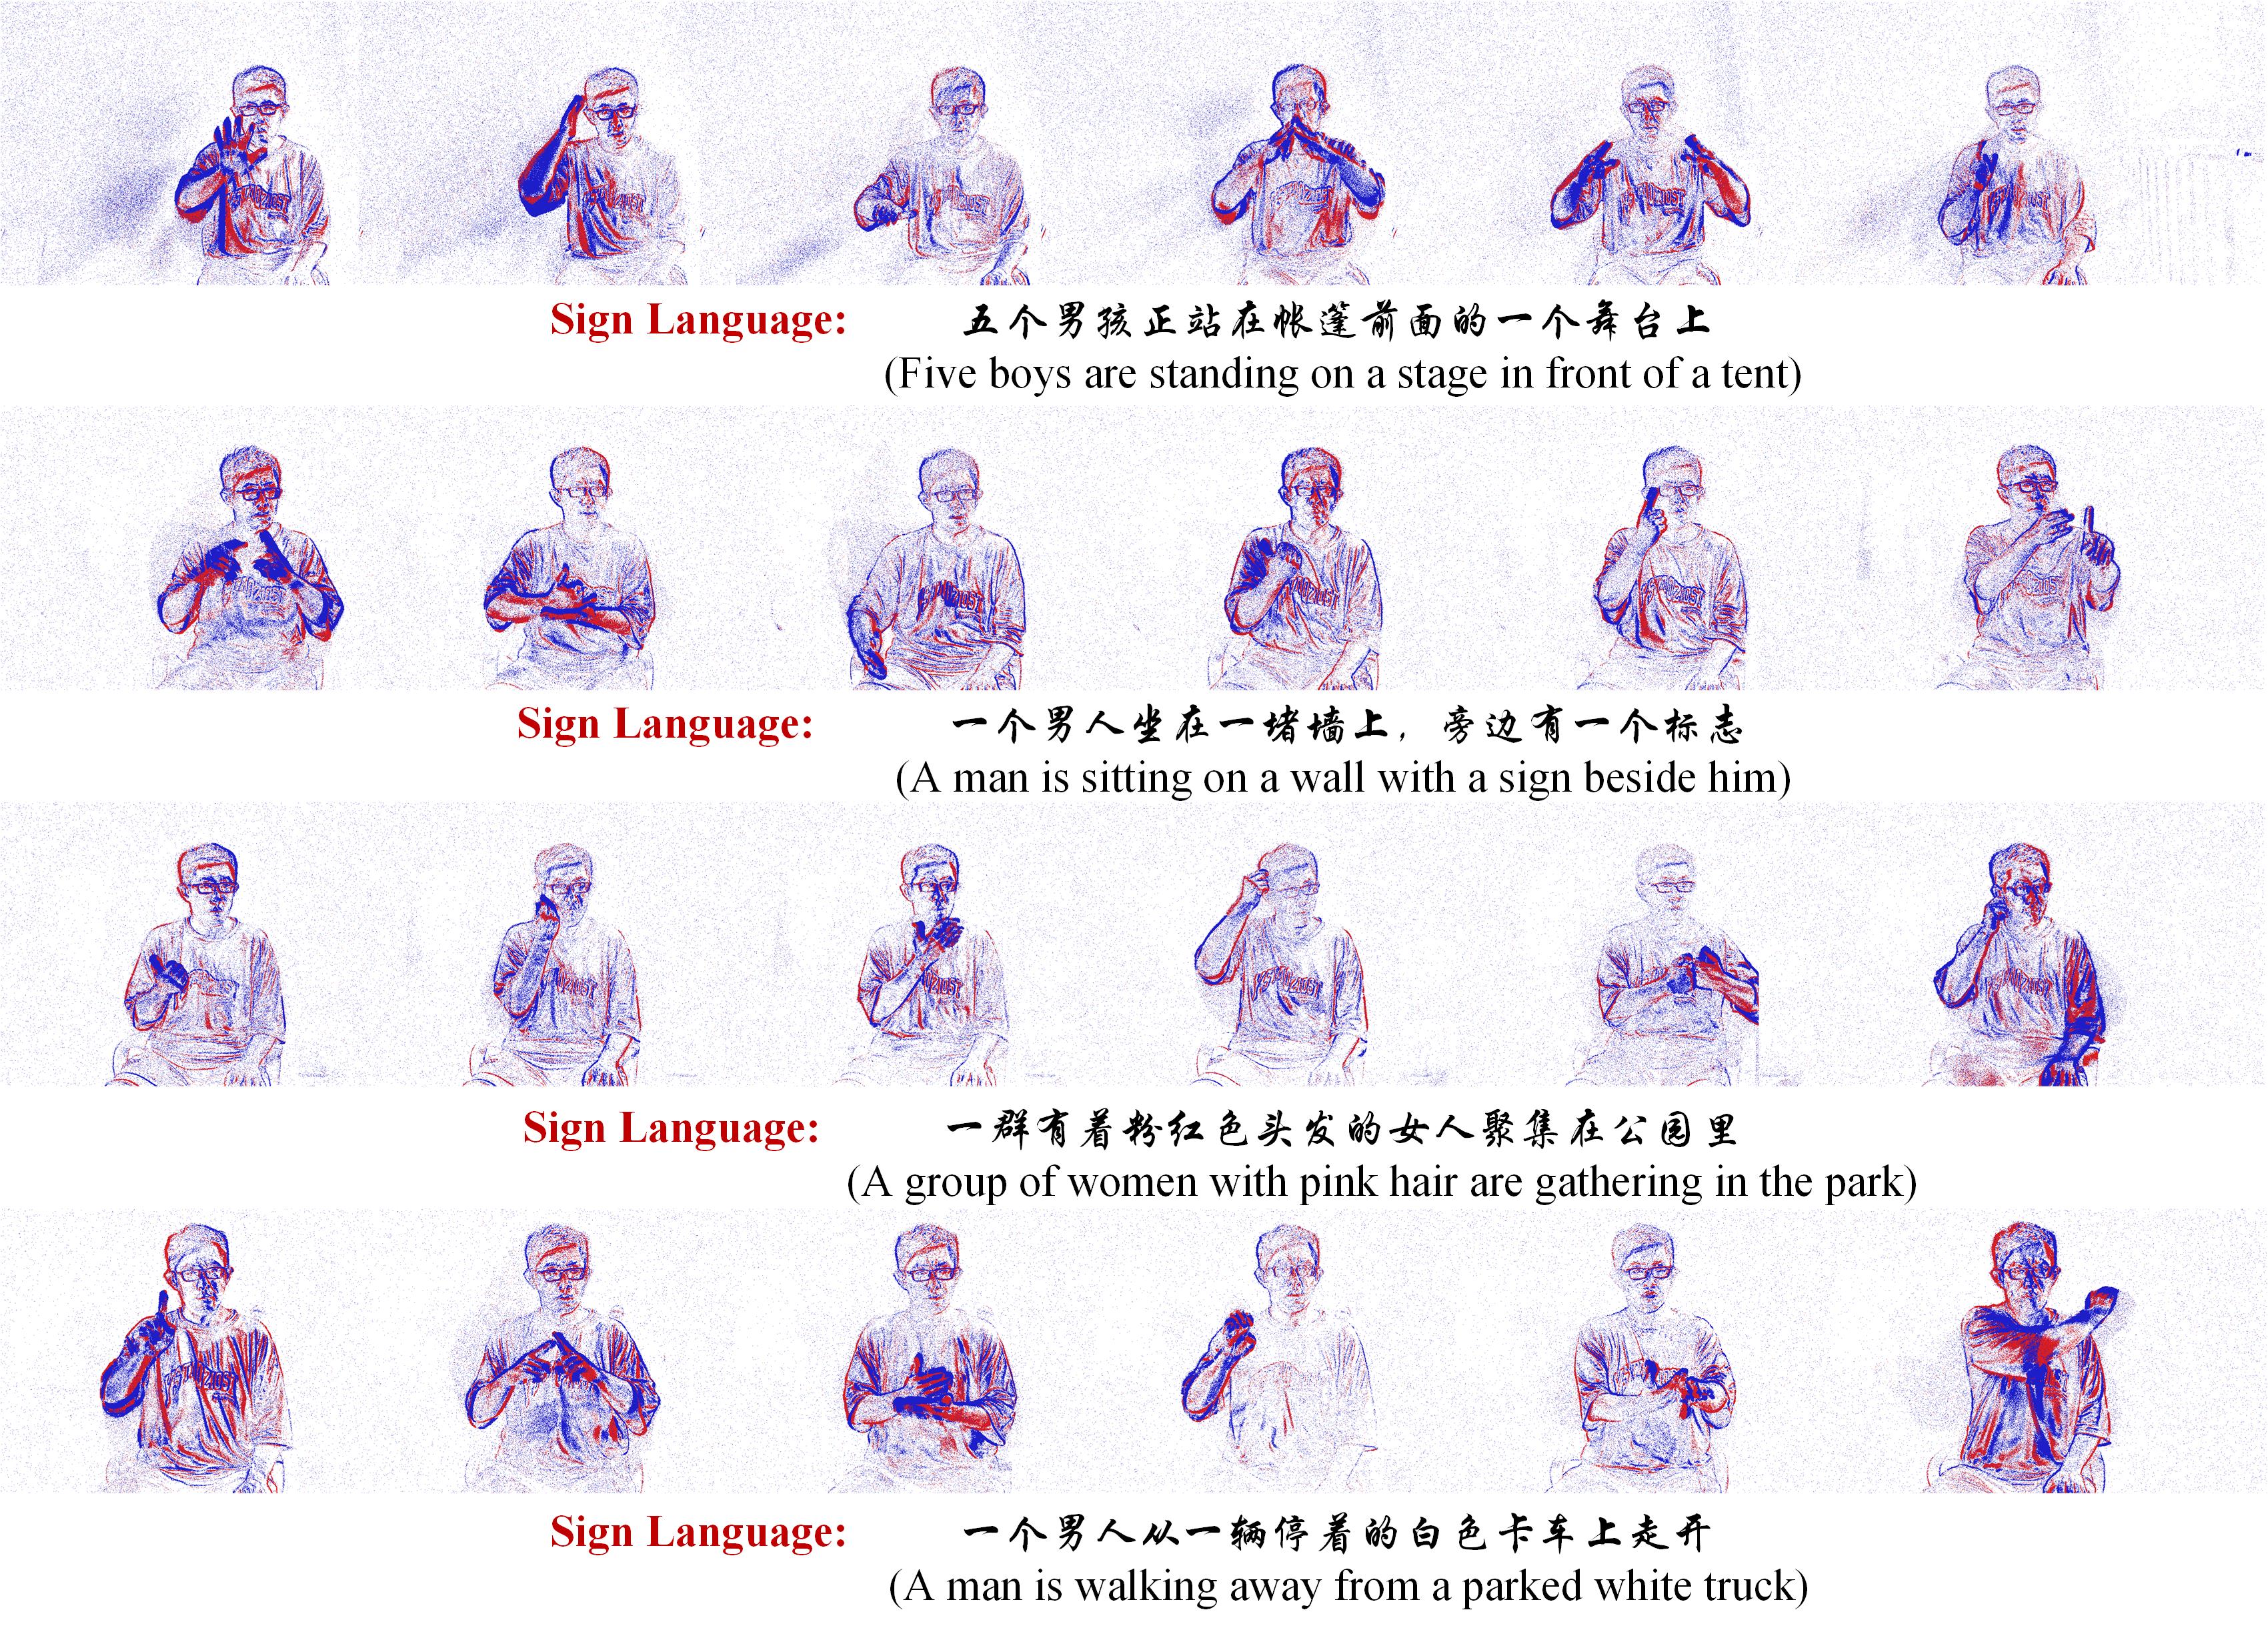 Sign Language: 五个男孩正站在帐篷前面的一个舞台上
(Five boys are standing on a stage in front of a tent)
Sign Language: 一个男人坐在一堵墙上，旁边有一个标志
(A man is sitting on a wall with a sign beside him)
Sign Language: 一群有着粉红色头发的女人聚集在公园里
(A group of women with pink hair are gathering in the park)
Sign Language: 一个男人从一辆停着的白色卡车上走开
(A man is walking away from a parked white truck)